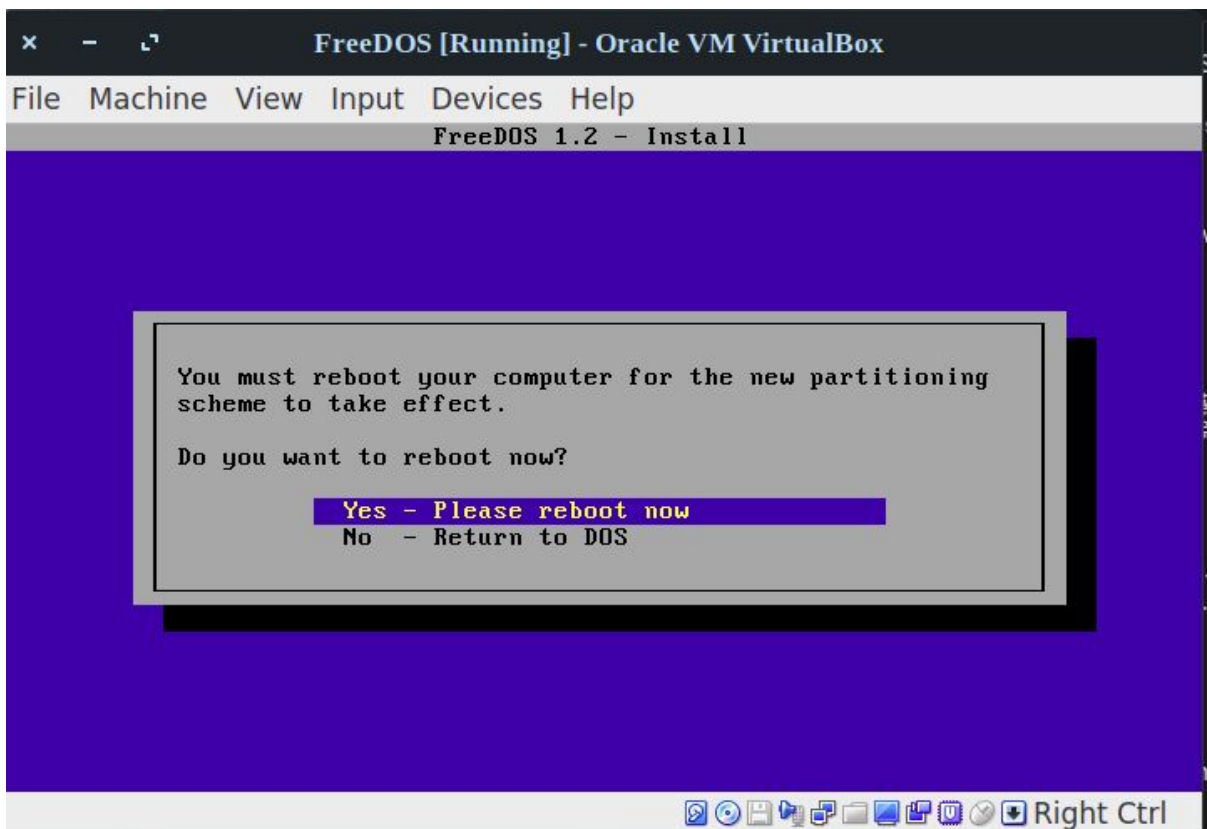 FreeDOS [Running] - Oracle VM VirtualBox
File Machine View Input Devices Help
FreeDOS 1.2 - Install
You must reboot your computer for the new partitioning
scheme to take effect.
Do you want to reboot now?
Yes - Please reboot now
No - Return to DOS
Right Ctrl